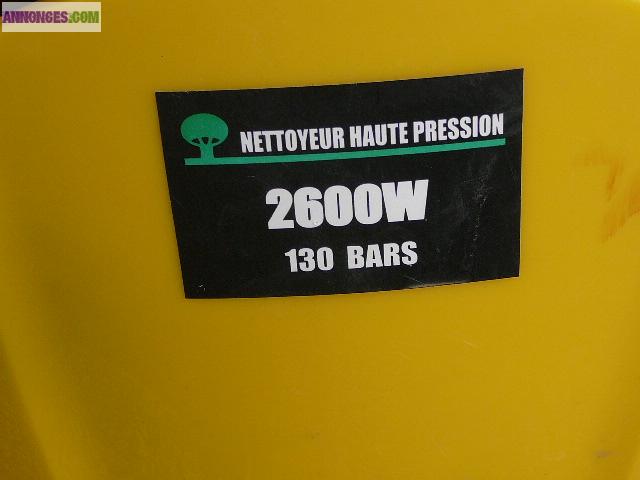 ANNONCES.COM
NETTOYEUR HAUTE PRESSION
2600W
130 BARS